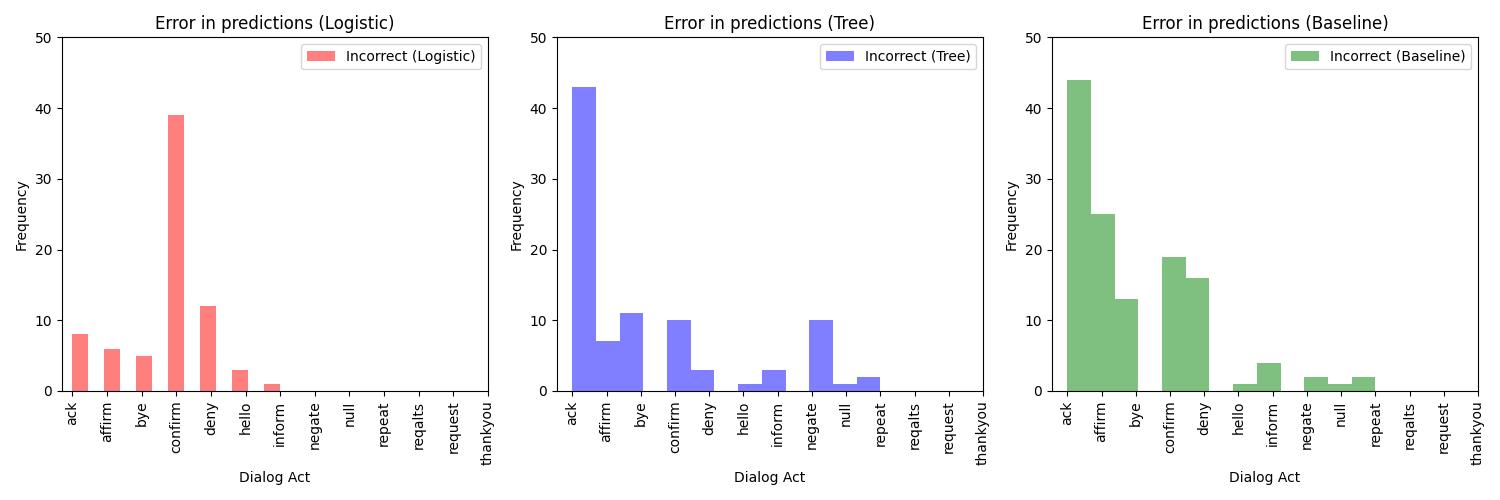 Error in predictions (Logistic)
50
40
30
20
10
0
Frequency
Incorrect (Logistic)
ack
affirm
bye
confirm
deny
hello
inform
negate
null
repeat
reqalts
request
thankyou
Dialog Act
Error in predictions (Tree)
50
40
30
20
10
0
Frequency
Incorrect (Tree)
ack
affirm
bye
confirm
deny
hello
inform
negate
null
repeat
reqalts
request
thankyou
Dialog Act
Error in predictions (Baseline)
50
40
30
20
10
0
Frequency
Incorrect (Baseline)
ack
affirm
bye
confirm
deny
hello
inform
negate
null
repeat
reqalts
request
thankyou
Dialog Act